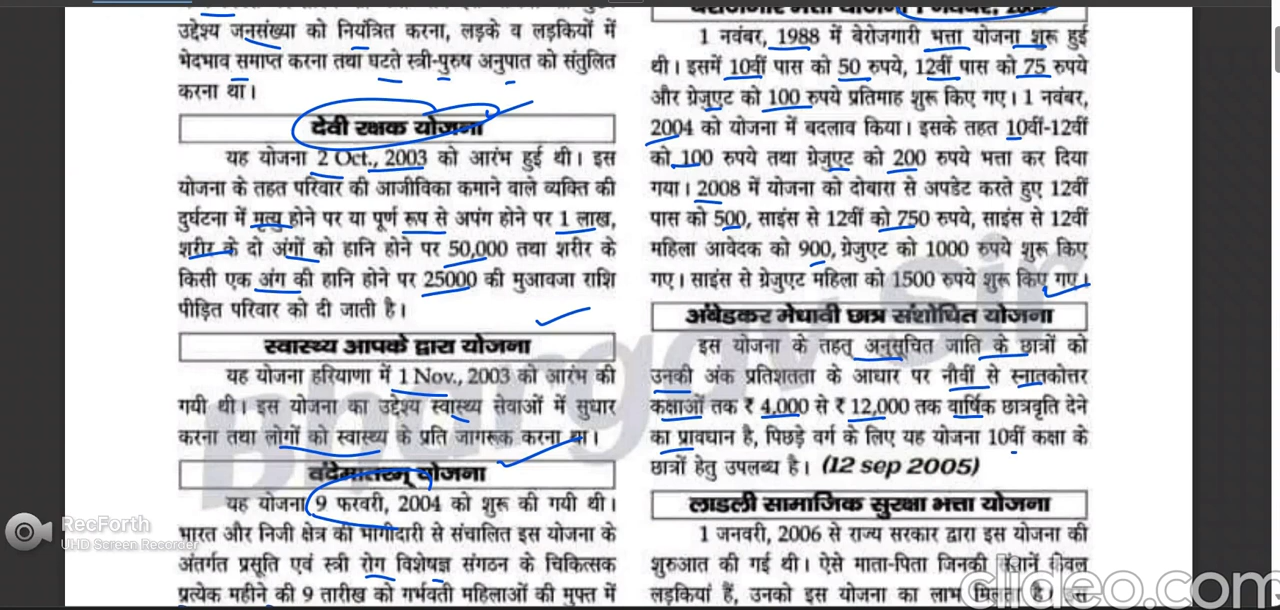 उद्देश्य जनसंख्या को नियंत्रित करना, लड़के व लड़कियों में
भेदभाव समाप्त करना तथा घटते स्त्री-पुरुष अनुपात को संतुलित
करना था।
देवी रक्षक योजना
यह योजना 2 Oct., 2003 को आरंभ हुई थी। इस
योजना के तहत परिवार की आजीविका कमाने वाले व्यक्ति की
दुर्घटना में मृत्यु होने पर या पूर्ण रूप से अपंग होने पर 1 लाख,
शरीर के दो अंगों को हानि होने पर 50,000 तथा शरीर के
किसी एक अंग की हानि होने पर 25000 की मुआवजा राशि
पीड़ित परिवार को दी जाती है।
स्वास्थ्य आपके द्वारा योजना
यह योजना हरियाणा में 1 Nov., 2003 को आरंभ की
गयी थी। इस योजना का उद्देश्य स्वास्थ्य सेवाओं में सुधार
करना तथा लोगों को स्वास्थ्य के प्रति जागरूक करना था।
वंदेमातरम् योजना
यह योजना 9 फरवरी, 2004 को शुरू की गयी थी।
भारत और निजी क्षेत्र की भागीदारी से संचालित इस योजना के
अंतर्गत प्रसूति एवं स्त्री रोग विशेषज्ञ संगठन के चिकित्सक
प्रत्येक महीने की 9 तारीख को गर्भवती महिलाओं की मुफ्त में
1 नवंबर, 1988 में बेरोजगारी भत्ता योजना शुरू हुई
थी। इसमें 10वीं पास को 50 रुपये, 12वीं पास को 75 रुपये
और ग्रेजुएट को 100 रुपये प्रतिमाह शुरू किए गए। 1 नवंबर,
2004 को योजना में बदलाव किया। इसके तहत 10वीं-12वीं
को 100 रुपये तथा ग्रेजुएट को 200 रुपये भत्ता कर दिया
गया। 2008 में योजना को दोबारा से अपडेट करते हुए 12वीं
पास को 500, साइंस से 12वीं को 750 रुपये, साइंस से 12वीं
महिला आवेदक को 900, ग्रेजुएट को 1000 रुपये शुरू किए
गए। साइंस से ग्रेजुएट महिला को 1500 रुपये शुरू किए गए।
अंबेडकर मेधावी छात्र संशोधित योजना
इस योजना के तहत् अनुसूचित जाति के छात्रों को
उनकी अंक प्रतिशतता के आधार पर नौवीं से स्नातकोत्तर
कक्षाओं तक ₹ 4,000 से ₹ 12,000 तक वार्षिक छात्रवृति देने
का प्रावधान है, पिछड़े वर्ग के लिए यह योजना 10वीं कक्षा के
छात्रों हेतु उपलब्ध है। (12 sep 2005)
लाडली सामाजिक सुरक्षा भत्ता योजना
1 जनवरी, 2006 से राज्य सरकार द्वारा इस योजना की
शुरुआत की गई थी। ऐसे माता-पिता जिनकी संतानें केवल
लड़कियां हैं, उनको इस योजना का लाभ मिलता है। इस
Bhargav Sir
RecForth
UHD Screen Recorder
clideo.com